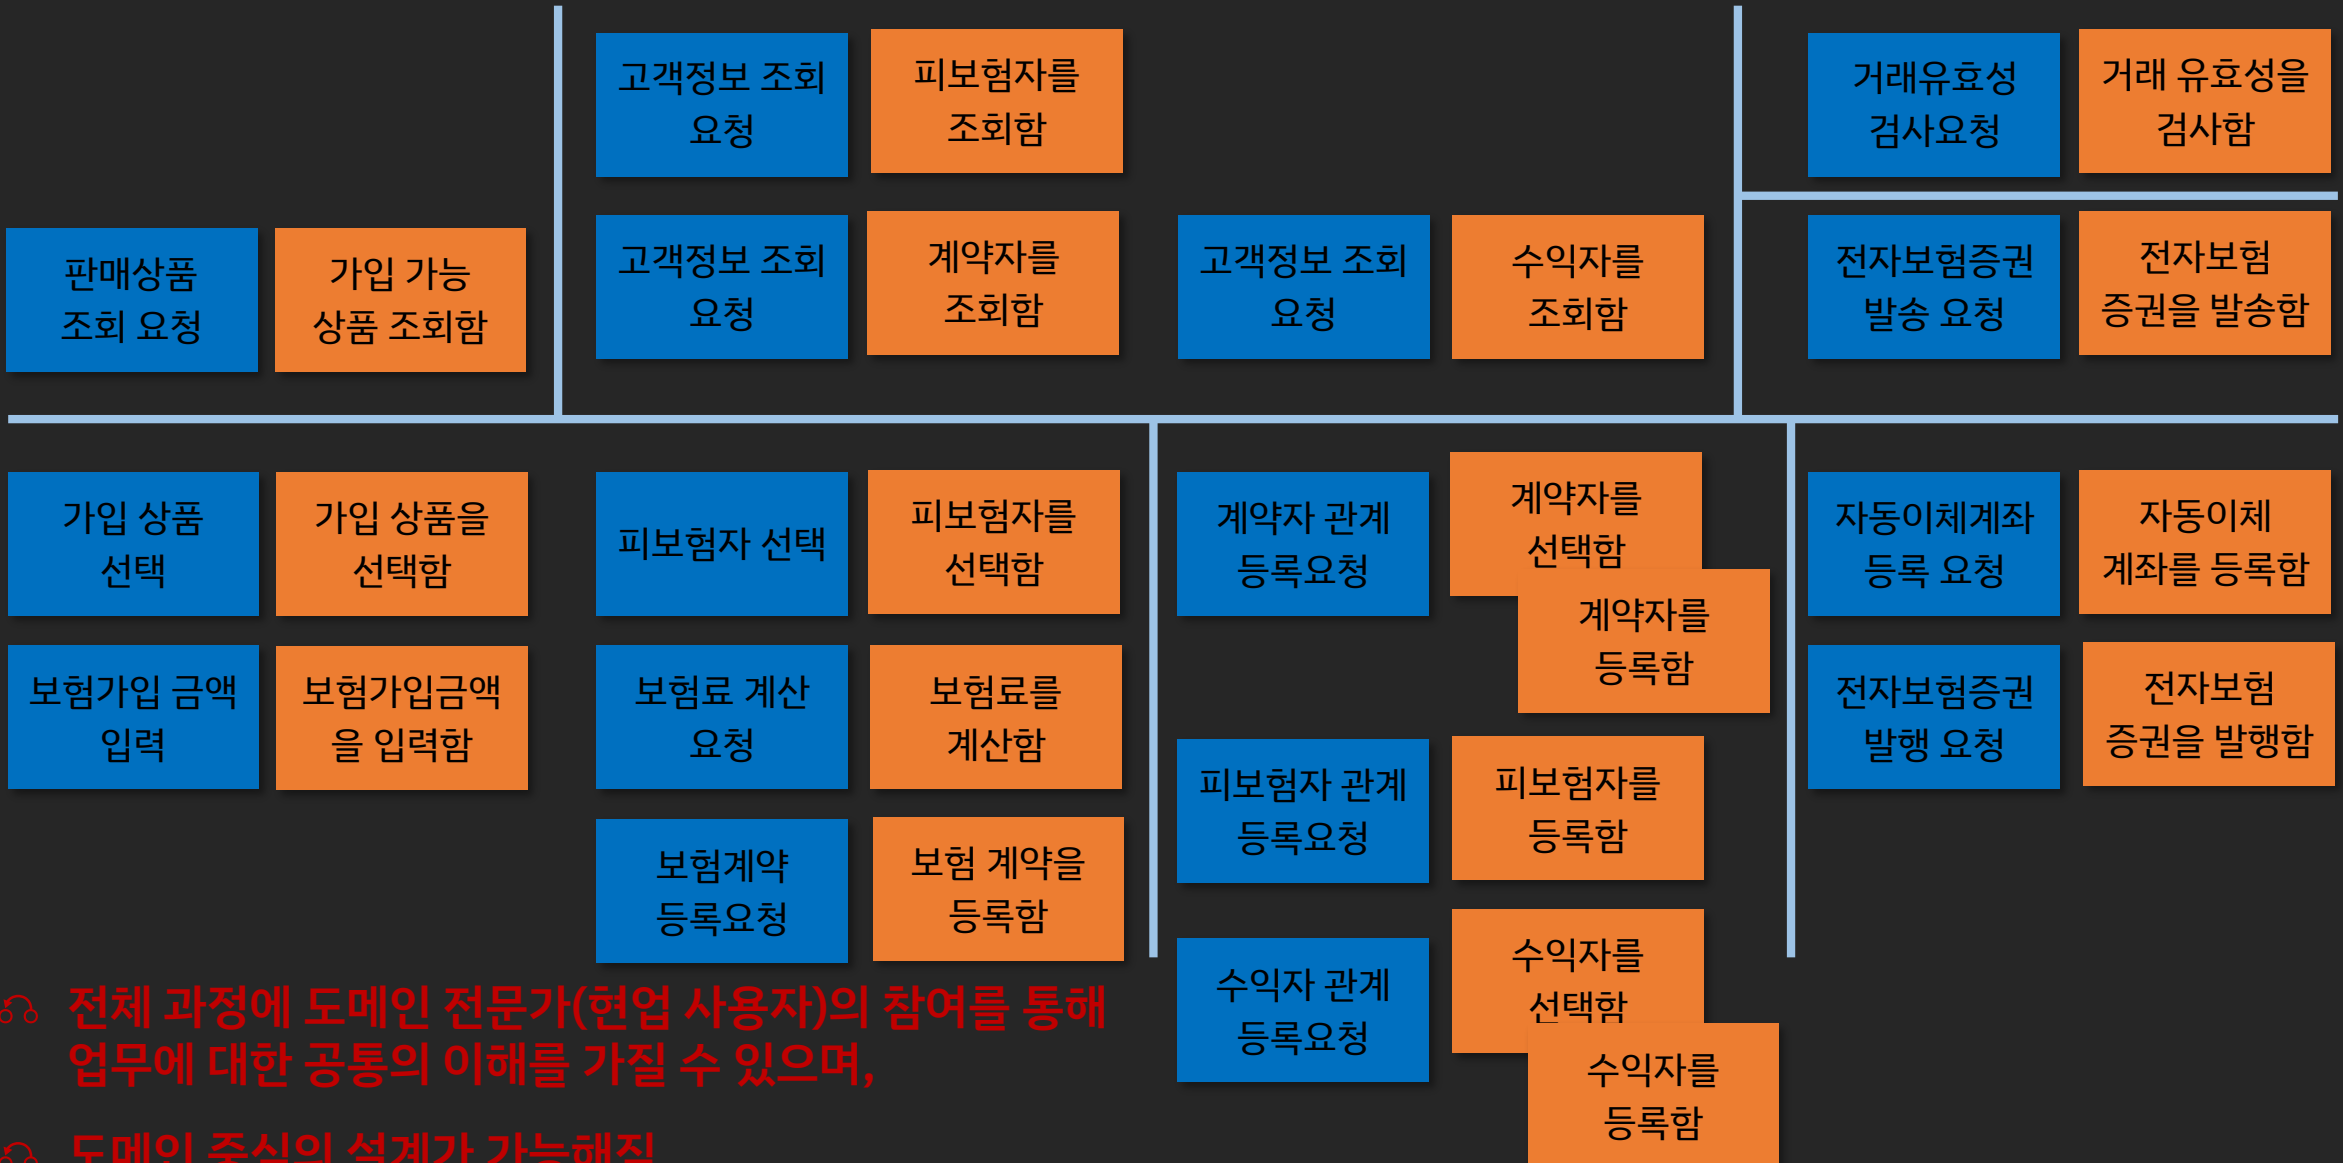 고객정보 조회
요청
피보험자를
조회함
거래유효성
검사요청
거래 유효성을
검사함
판매상품
조회 요청
가입 가능
상품 조회함
고객정보 조회
요청
계약자를
조회함
고객정보 조회
요청
수익자를
조회함
전자보험증권
발송 요청
전자보험
증권을 발송함
가입 상품
선택
가입 상품을
선택함
피보험자 선택
피보험자를
선택함
계약자 관계
등록요청
계약자를
선택함
계약자를
등록함
자동이체계좌
등록 요청
자동이체
계좌를 등록함
보험가입 금액
입력
보험가입금액
을 입력함
보험료 계산
요청
보험료를
계산함
전자보험증권
발행 요청
전자보험
증권을 발행함
피보험자 관계
등록요청
피보험자를
등록함
보험계약
등록요청
보험 계약을
등록함
수익자 관계
등록요청
수익자를
선택함
수익자를
등록함
전체 과정에 도메인 전문가(현업 사용자)의 참여를 통해
업무에 대한 공통의 이해를 가질 수 있으며,
도메인 중심의 설계가 가능해짐